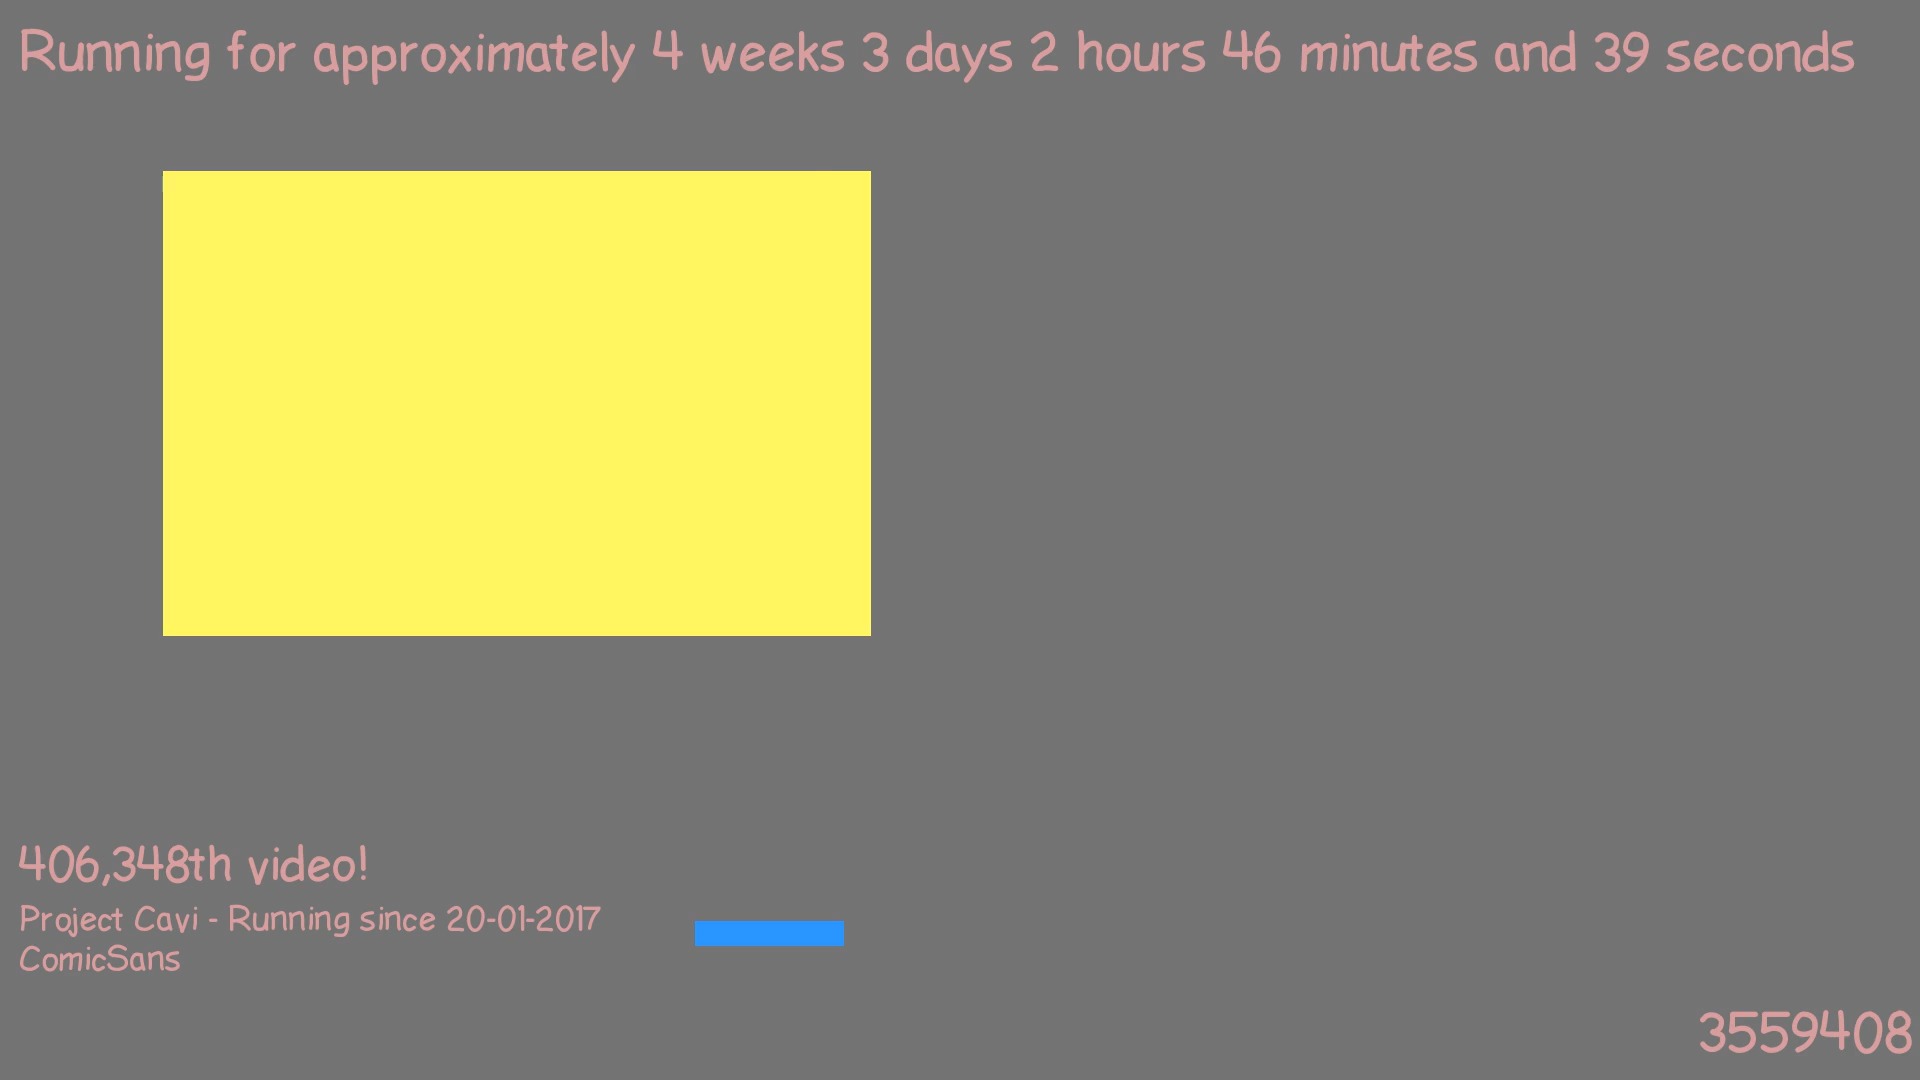 Running for approximately 4 weeks 3 days 2 hours 46 minutes and 39 seconds
406,348th video!
Project Cavi - Running since 20-01-2017
ComicSans
3559408